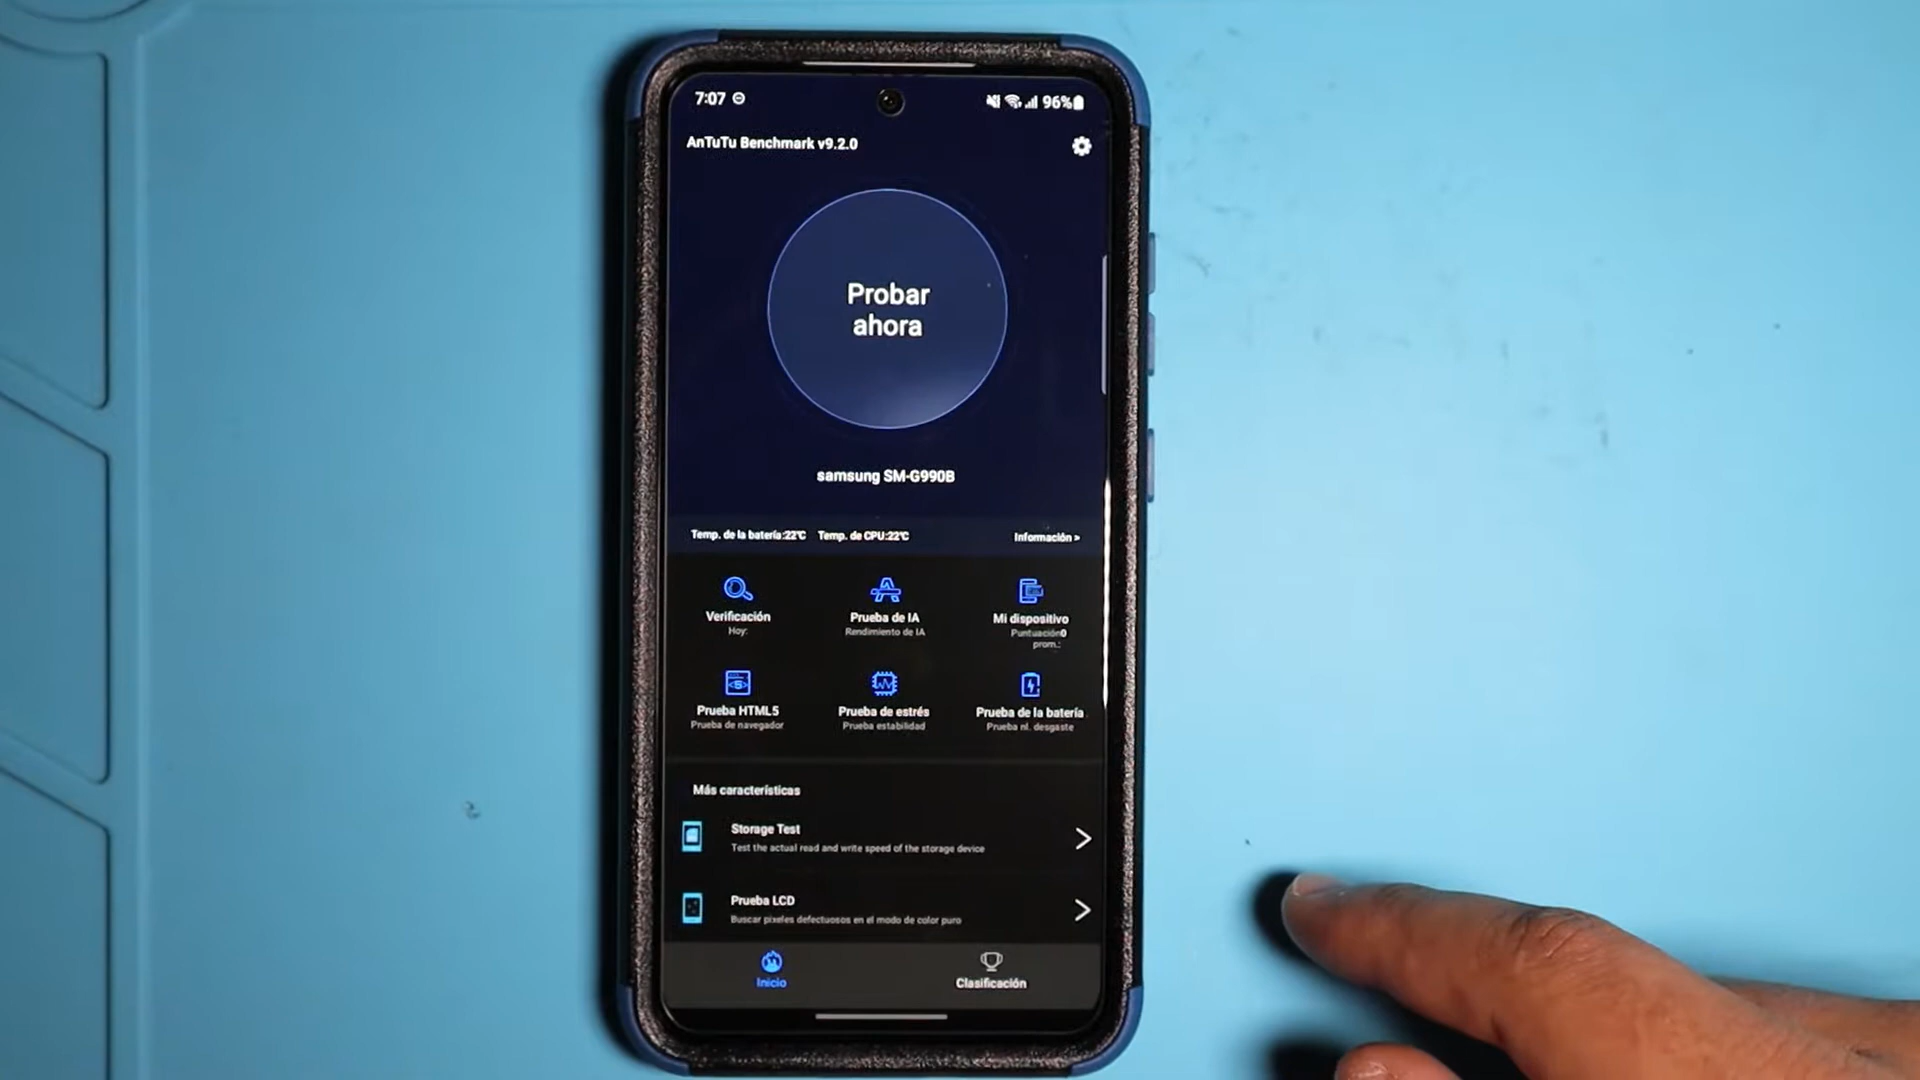 7:07
96%
AnTuTu Benchmark v9.2.0
Probar
ahora
samsung SM-G990B
Temp. de la batería:22°C Temp. de CPU:22°C Información >
Verificación
Hoy:
Prueba de IA
Rendimiento de IA
Mi dispositivo
Puntuación0
prom.:
Prueba HTML5
Prueba de navegador
Prueba de estrés
Prueba estabilidad
Prueba de la batería
Prueba nl. desgaste
Más características
Storage Test
Test the actual read and write speed of the storage device
Prueba LCD
Buscar pixeles defectuosos en el modo de color puro
Inicio
Clasificación